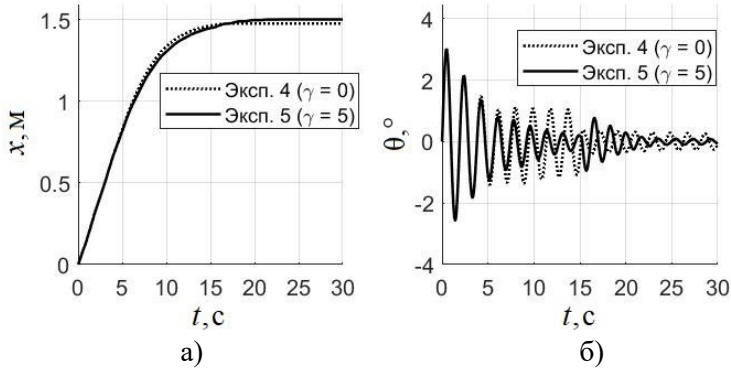 1.5
1
0.5
0
x, м
Эксп. 4 (γ = 0)
Эксп. 5 (γ = 5)
0 5 10 15 20 25 30
t, с
а)
4
2
0
-2
-4
θ, °
Эксп. 4 (γ = 0)
Эксп. 5 (γ = 5)
0 5 10 15 20 25 30
t, с
б)